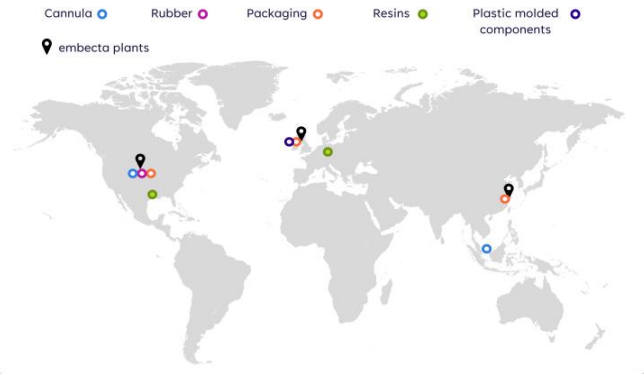 Cannula
Rubber
Packaging
Resins
Plastic molded
components
embecta plants